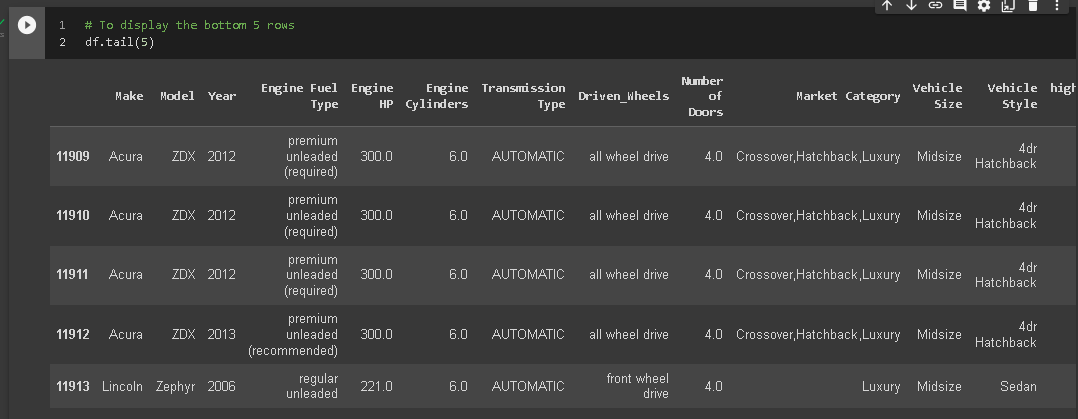 1 # To display the bottom 5 rows
2 df.tail(5)
Make Model Year Engine Fuel Type Engine HP Engine Cylinders Transmission Type Driven_Wheels Number of Doors Market Category Vehicle Size Vehicle Style high
11909 Acura ZDX 2012 premium unleaded (required) 300.0 6.0 AUTOMATIC all wheel drive 4.0 Crossover,Hatchback,Luxury Midsize 4dr Hatchback
11910 Acura ZDX 2012 premium unleaded (required) 300.0 6.0 AUTOMATIC all wheel drive 4.0 Crossover,Hatchback,Luxury Midsize 4dr Hatchback
11911 Acura ZDX 2012 premium unleaded (required) 300.0 6.0 AUTOMATIC all wheel drive 4.0 Crossover,Hatchback,Luxury Midsize 4dr Hatchback
11912 Acura ZDX 2013 premium unleaded (recommended) 300.0 6.0 AUTOMATIC all wheel drive 4.0 Crossover,Hatchback,Luxury Midsize 4dr Hatchback
11913 Lincoln Zephyr 2006 regular unleaded 221.0 6.0 AUTOMATIC front wheel drive 4.0 Luxury Midsize Sedan